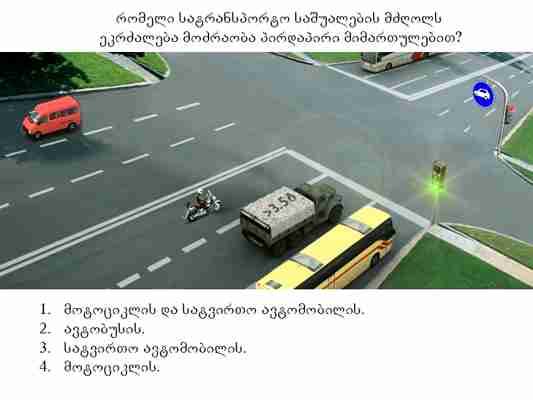 რომელი სატრანსპორტო საშუალების მძღოლს
ეკრძალება მოძრაობა პირდაპირი მიმართულებით?
>3.5т
1. მოტოციკლის და სატვირთო ავტომობილის.
2. ავტობუსის.
3. სატვირთო ავტომობილის.
4. მოტოციკლის.